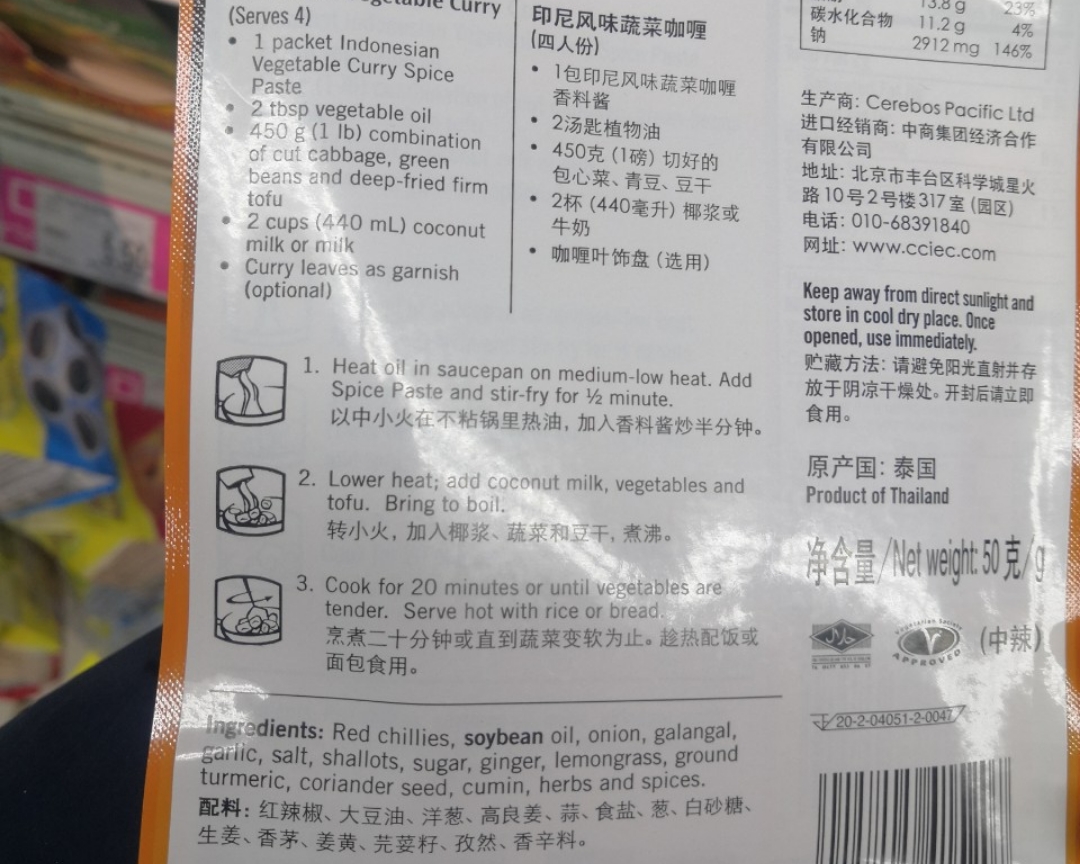 Curry
(Serves 4)
• 1 packet Indonesian
Vegetable Curry Spice
Paste
• 2 tbsp vegetable oil
• 450 g (1 lb) combination
of cut cabbage, green
beans and deep-fried firm
tofu
• 2 cups (440 mL) coconut
milk or milk
• Curry leaves as garnish
(optional)
印尼风味蔬菜咖喱
(四人份)
• 1包印尼风味蔬菜咖喱
香料酱
• 2汤匙植物油
• 450克 (1磅) 切好的
包心菜、青豆、豆干
• 2杯 (440毫升) 椰浆或
牛奶
• 咖喱叶饰盘 (选用)
13.8 g 23%
碳水化合物 11.2 g 4%
钠 2912 mg 146%
生产商: Cerebos Pacific Ltd
进口经销商: 中商集团经济合作
有限公司
地址: 北京市丰台区科学城星火
路10号2号楼317室 (园区)
电话: 010-68391840
网址: www.cciec.com
Keep away from direct sunlight and
store in cool dry place. Once
opened, use immediately.
贮藏方法: 请避免阳光直射并存
放于阴凉干燥处。开封后请立即
食用。
原产国: 泰国
Product of Thailand
净含量/Net weight: 50 克/g
Vegetarian Society
V
APPROVED
(中辣)
20-2-04051-2-0047
1. Heat oil in saucepan on medium-low heat. Add
Spice Paste and stir-fry for ½ minute.
以中小火在不粘锅里热油, 加入香料酱炒半分钟。
2. Lower heat; add coconut milk, vegetables and
tofu. Bring to boil.
转小火, 加入椰浆、蔬菜和豆干, 煮沸。
3. Cook for 20 minutes or until vegetables are
tender. Serve hot with rice or bread.
烹煮二十分钟或直到蔬菜变软为止。趁热配饭或
面包食用。
Ingredients: Red chillies, soybean oil, onion, galangal,
garlic, salt, shallots, sugar, ginger, lemongrass, ground
turmeric, coriander seed, cumin, herbs and spices.
配料: 红辣椒、大豆油、洋葱、高良姜、蒜、食盐、葱、白砂糖、
生姜、香茅、姜黄、芫荽籽、孜然、香辛料。